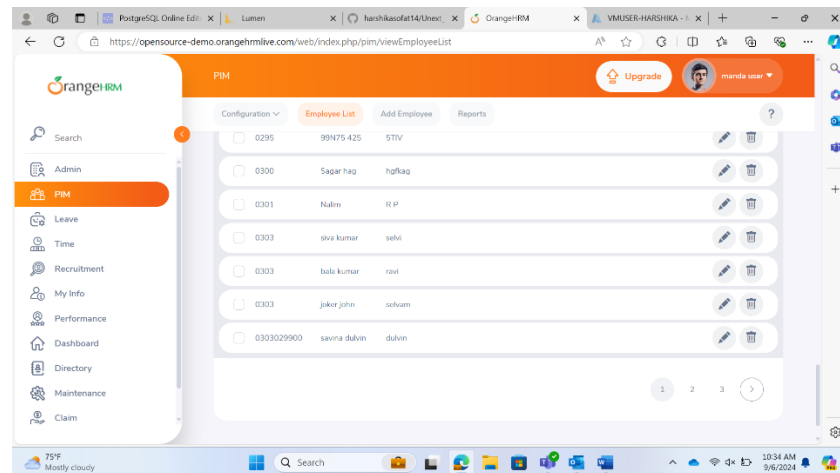 PostgreSQL Online Edit
Lumen
harshikasofat14/Unext_
OrangeHRM
VMUSER-HARSHIKA -
https://opensource-demo.orangehrmlive.com/web/index.php/pim/viewEmployeeList
OrangeHRM
PIM
Upgrade
manda user
Configuration
Employee List
Add Employee
Reports
?
Search
Admin
PIM
Leave
Time
Recruitment
My Info
Performance
Dashboard
Directory
Maintenance
Claim
0295 99N75 425 5TIV
0300 Sagar hag hgfkag
0301 Nalim R P
0303 siva kumar selvi
0303 bala kumar ravi
0303 joker john selvam
0303029900 savina dulvin dulvin
1 2 3
75°F
Mostly cloudy
Search
10:34 AM
9/6/2024